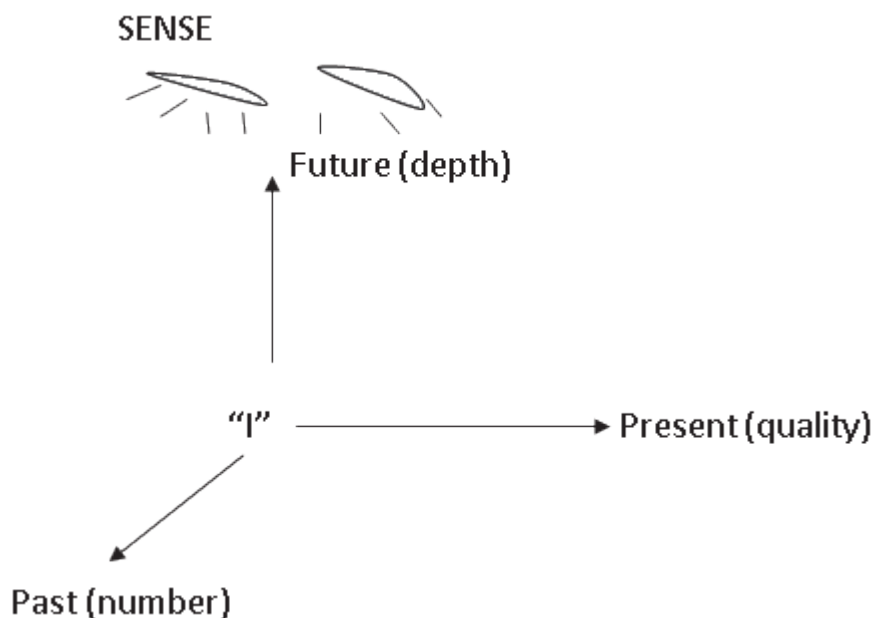 SENSE
Future (depth)
“I”
Present (quality)
Past (number)